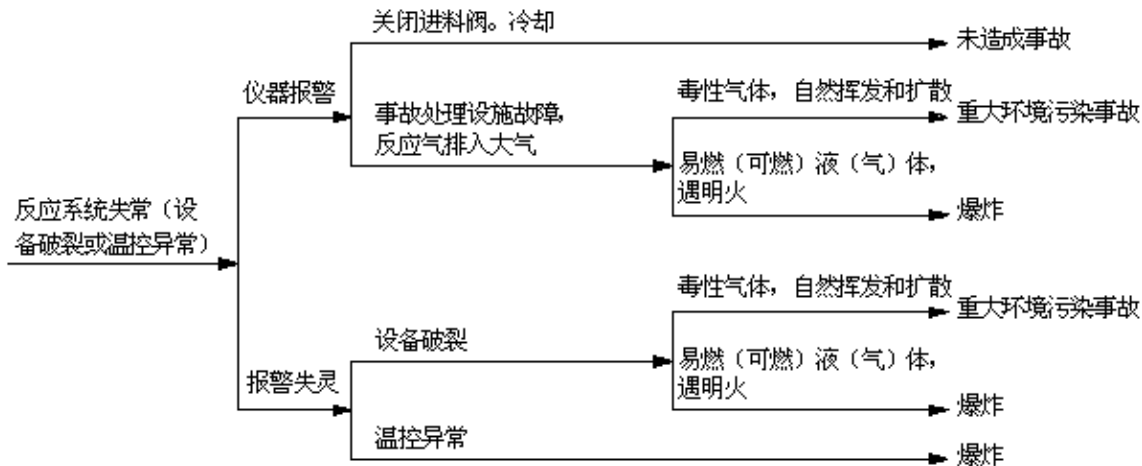 关闭进料阀。冷却
未造成事故
仪器报警
毒性气体，自然挥发和扩散
重大环境污染事故
事故处理设施故障，
反应气排入大气
易燃（可燃）液（气）体，
遇明火
爆炸
反应系统失常（设
备破裂或温控异常）
毒性气体，自然挥发和扩散
重大环境污染事故
设备破裂
易燃（可燃）液（气）体，
遇明火
报警失灵
爆炸
温控异常
爆炸